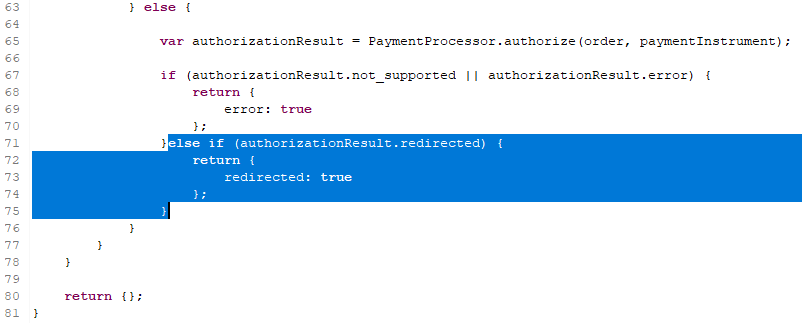 63             } else {
64
65                 var authorizationResult = PaymentProcessor.authorize(order, paymentInstrument);
66
67                 if (authorizationResult.not_supported || authorizationResult.error) {
68                     return {
69                         error: true
70                     };
71                 }else if (authorizationResult.redirected) {
72                     return {
73                         redirected: true
74                     };
75                 }
76             }
77         }
78     }
79
80     return {};
81 }